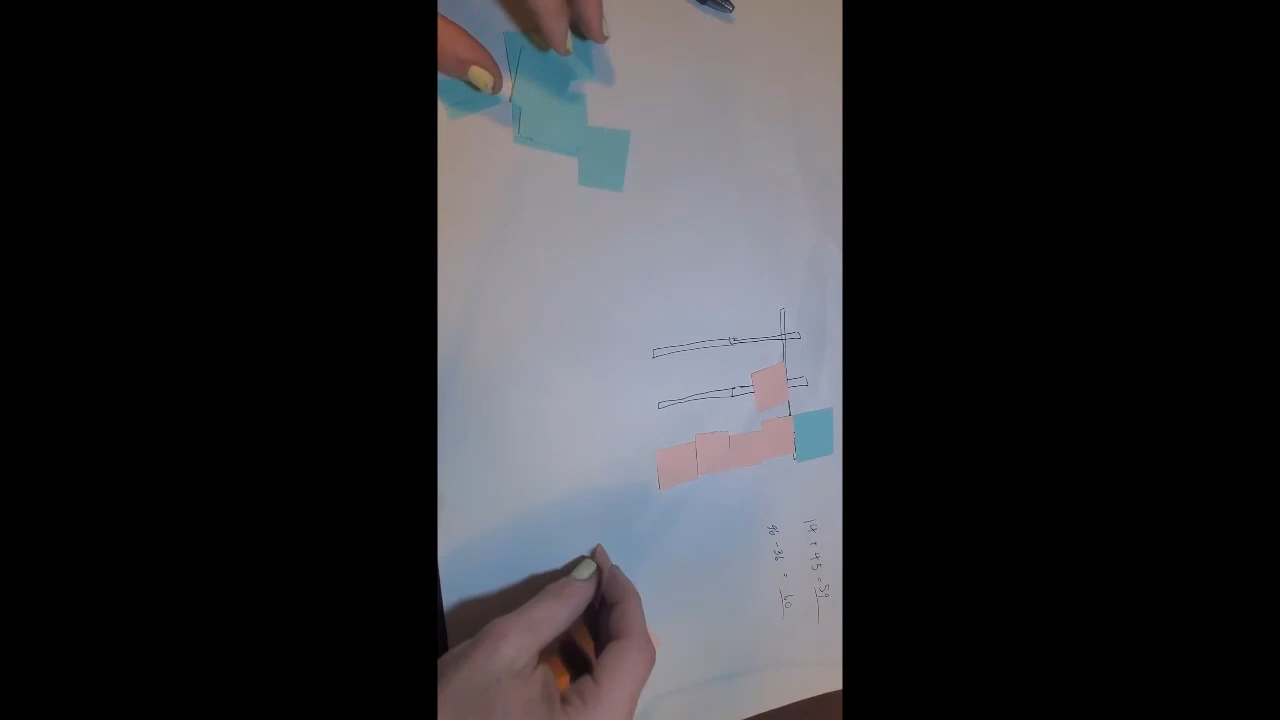 14 + 45 = 59
96 - 36 = 60